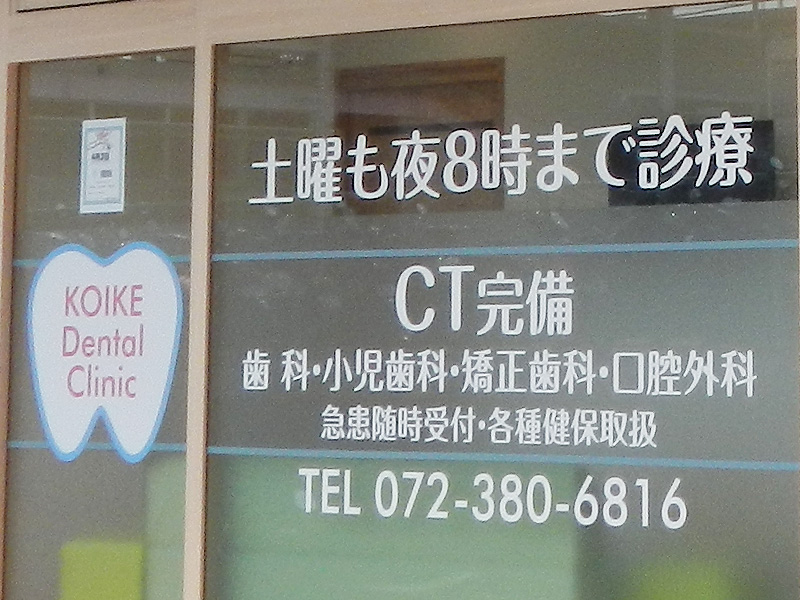 土曜も夜8時まで診療
KOIKE
Dental
Clinic
CT完備
歯 科・小児歯科・矯正歯科・口腔外科
急患随時受付・各種健保取扱
TEL 072-380-6816